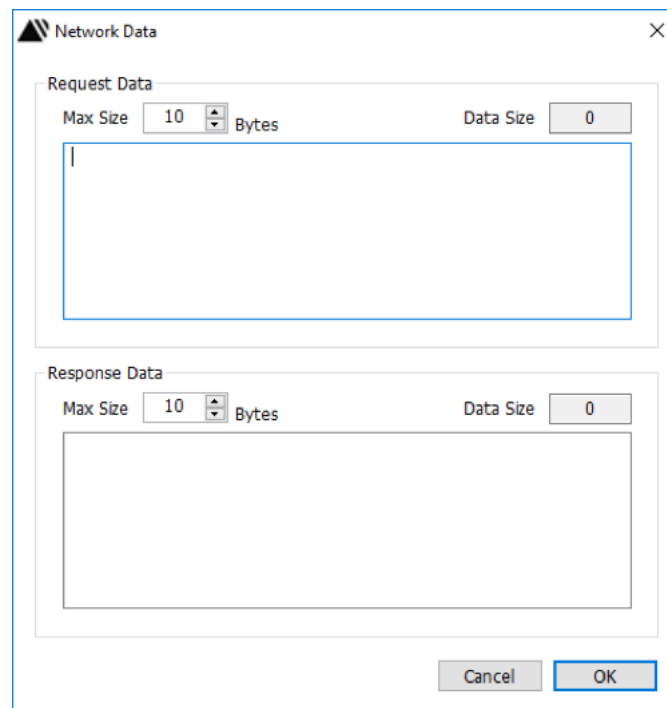 Network Data
Request Data
Max Size 10 Bytes Data Size 0
Response Data
Max Size 10 Bytes Data Size 0
Cancel OK